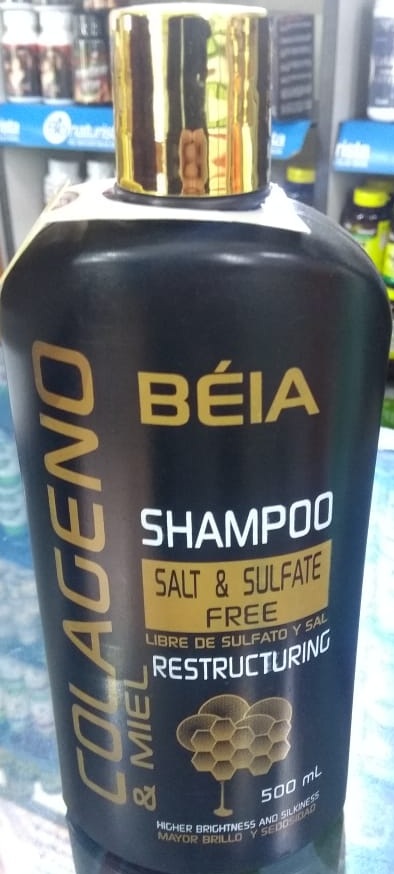 naturista
BÉIA
COLAGENO
& MIEL
SHAMPOO
SALT & SULFATE
FREE
LIBRE DE SULFATO Y SAL
RESTRUCTURING
500 mL
HIGHER BRIGHTNESS AND SILKINESS
MAYOR BRILLO Y SEDOSIDAD